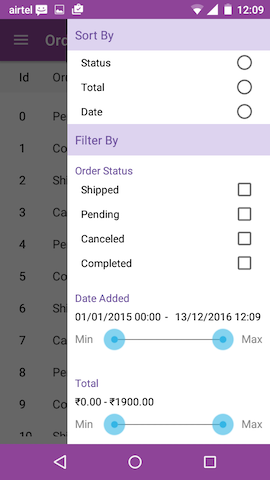 airtel 12:09
Ord
Sort By
Id Or
Status
Total
0 Pe
Date
Filter By
1 Co
Order Status
2 Shi
Shipped
3 Ca
Pending
4 Pe
Canceled
5 Co
Completed
6 Shi
Date Added
01/01/2015 00:00 - 13/12/2016 12:09
7 Ca
Min Max
8 Pe
Total
9 Co
₹0.00 - ₹1900.00
Min Max
10 Shi